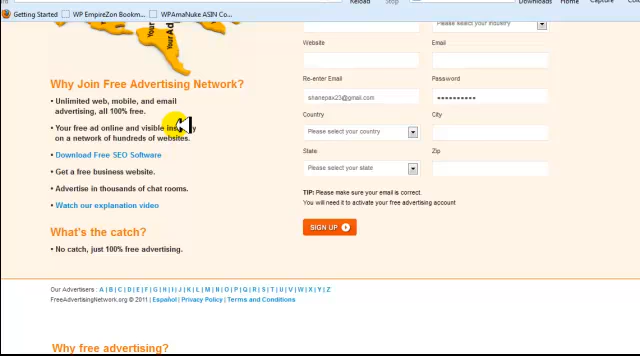 Reload Stop Downloads Home Capture
Getting Started WP EmpireZon Bookm... WPAmaNuke ASIN Co...
Your A
Please select your industry
Website Email
Why Join Free Advertising Network?
Re-enter Email Password
• Unlimited web, mobile, and email
advertising, all 100% free.
shanepax23@gmail.com ••••••••••
Country City
• Your free ad online and visible
on a network of hundreds of websites.
Please select your country
State Zip
• Download Free SEO Software
Please select your state
• Get a free business website.
• Advertise in thousands of chat rooms.
TIP: Please make sure your email is correct.
You will need it to activate your free advertising account
• Watch our explanation video
SIGN UP
What's the catch?
• No catch, just 100% free advertising.
Our Advertisers : A | B | C | D | E | F | G | H | I | J | K | L | M | N | O | P | Q | R | S | T | U | V | W | X | Y | Z
FreeAdvertisingNetwork.org © 2011 | Español | Privacy Policy | Terms and Conditions
Why free advertising?